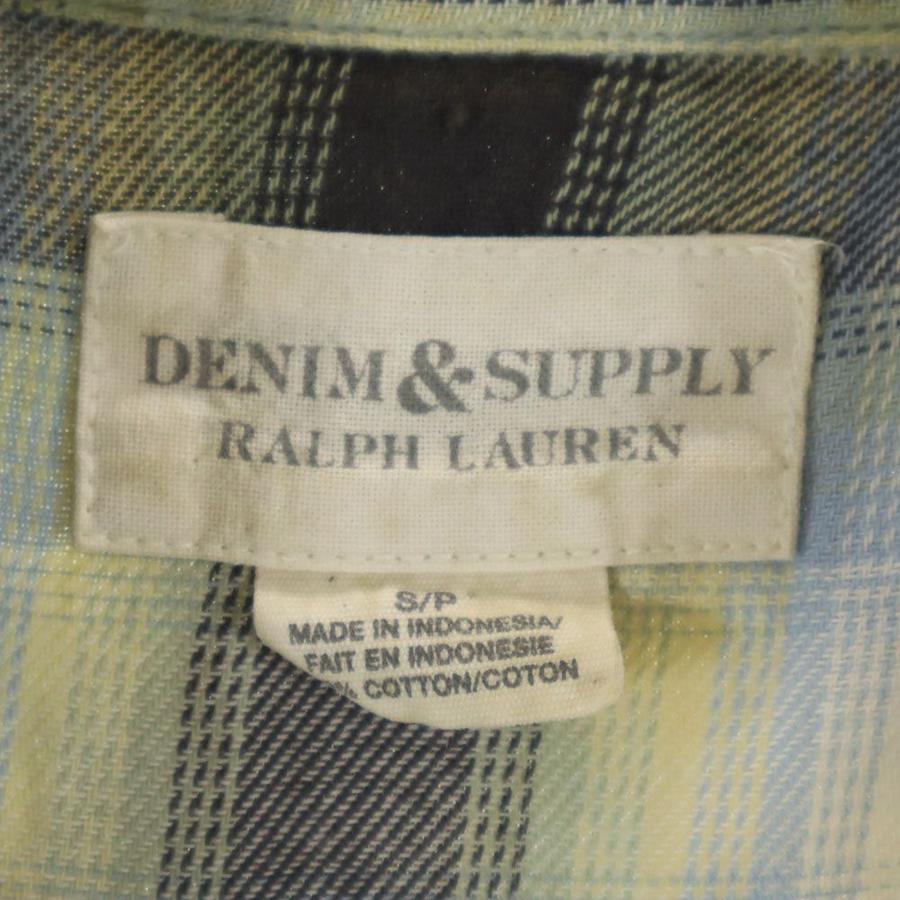 DENIM & SUPPLY
RALPH LAUREN
S/P
MADE IN INDONESIA/
FAIT EN INDONESIE
% COTTON/COTON